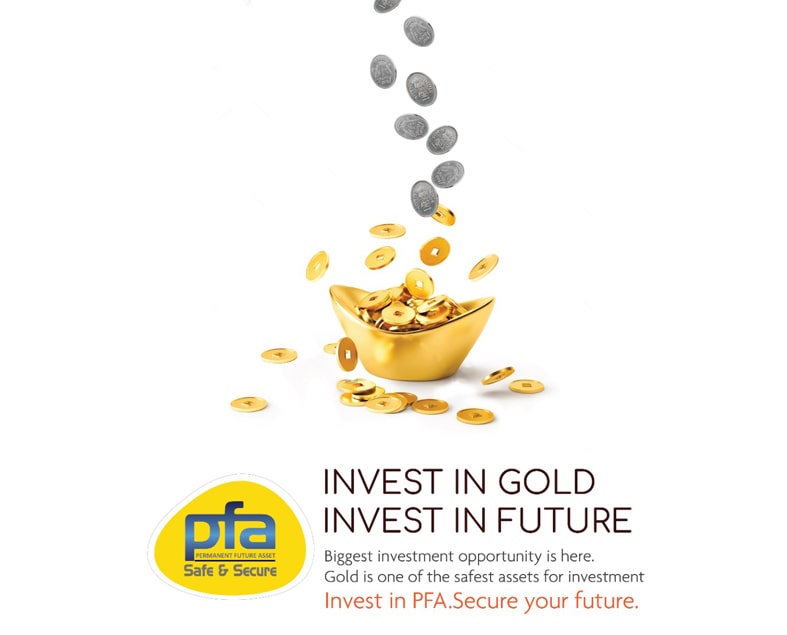 INVEST IN GOLD
INVEST IN FUTURE
pfa
PERMANENT FUTURE ASSET
Safe & Secure
Biggest investment opportunity is here.
Gold is one of the safest assets for investment
Invest in PFA.Secure your future.